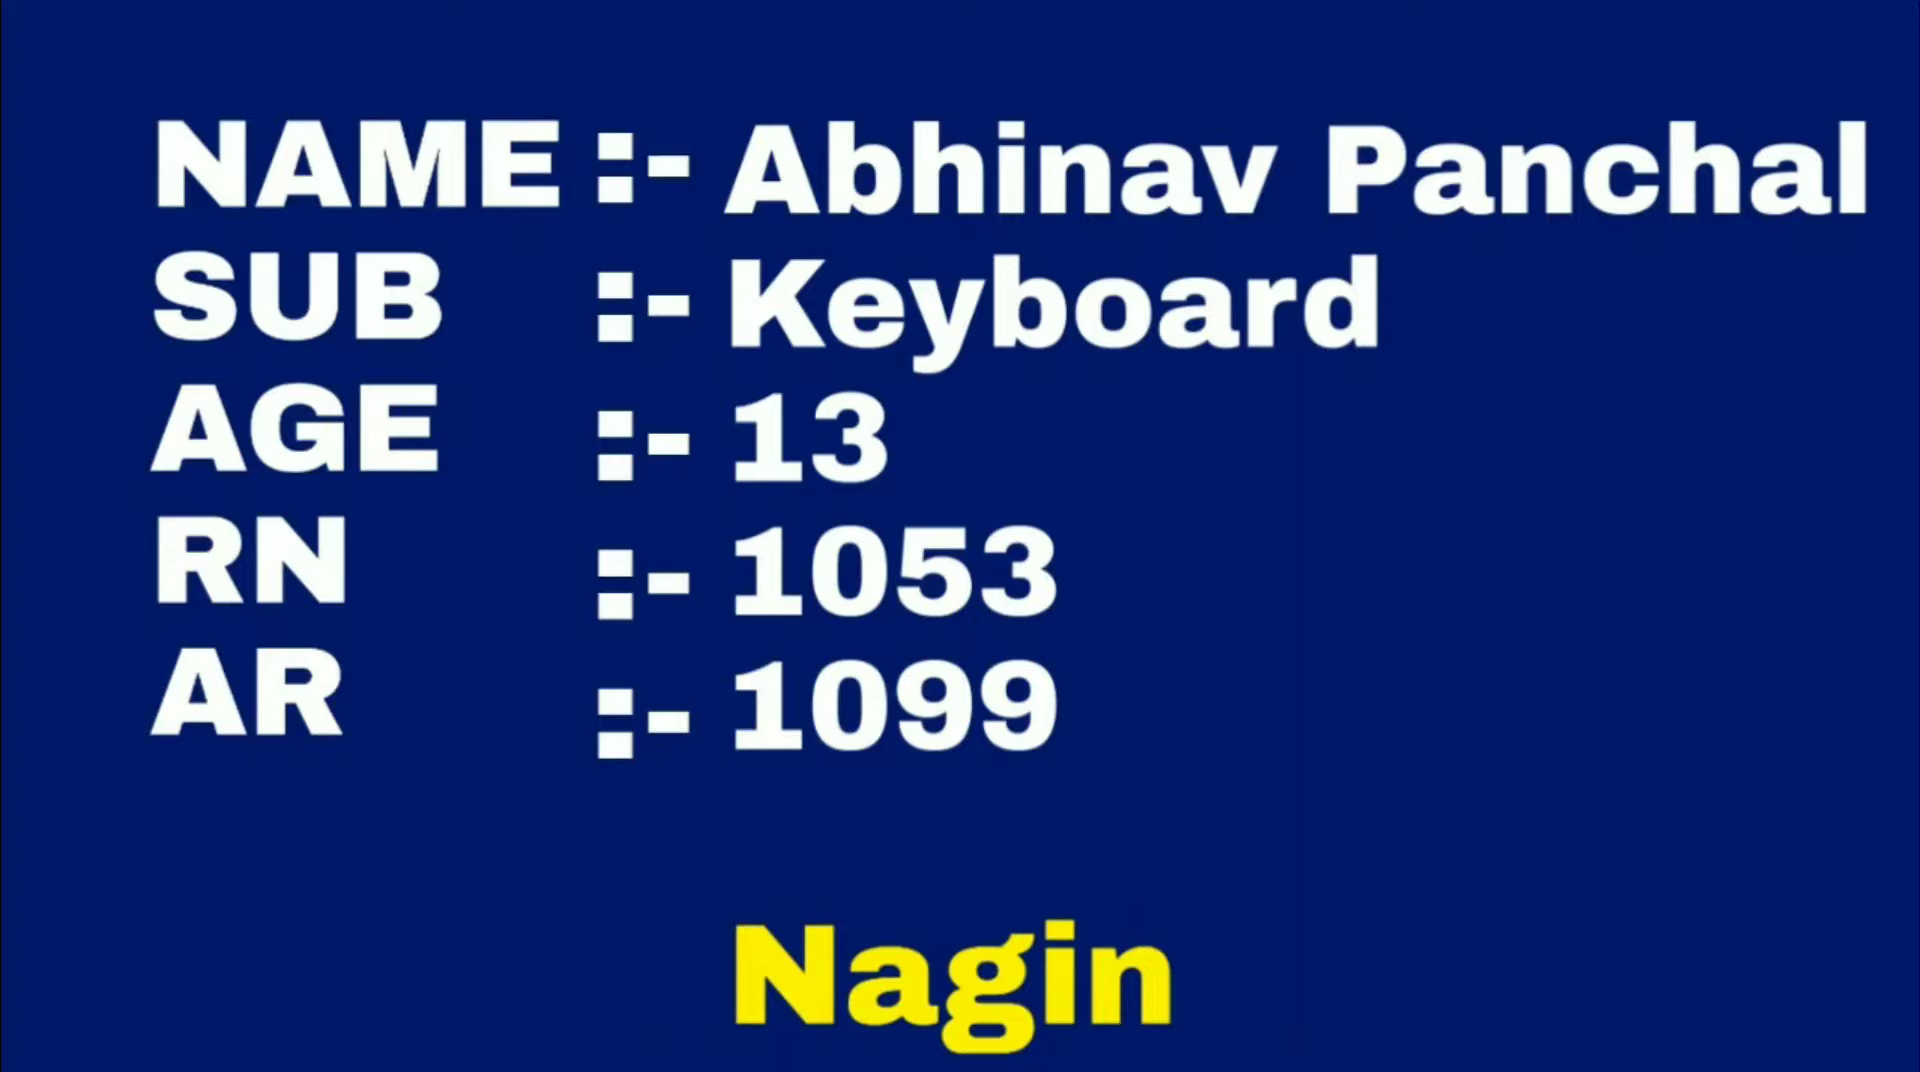 NAME :- Abhinav Panchal
SUB :- Keyboard
AGE :- 13
RN :- 1053
AR :- 1099
Nagin